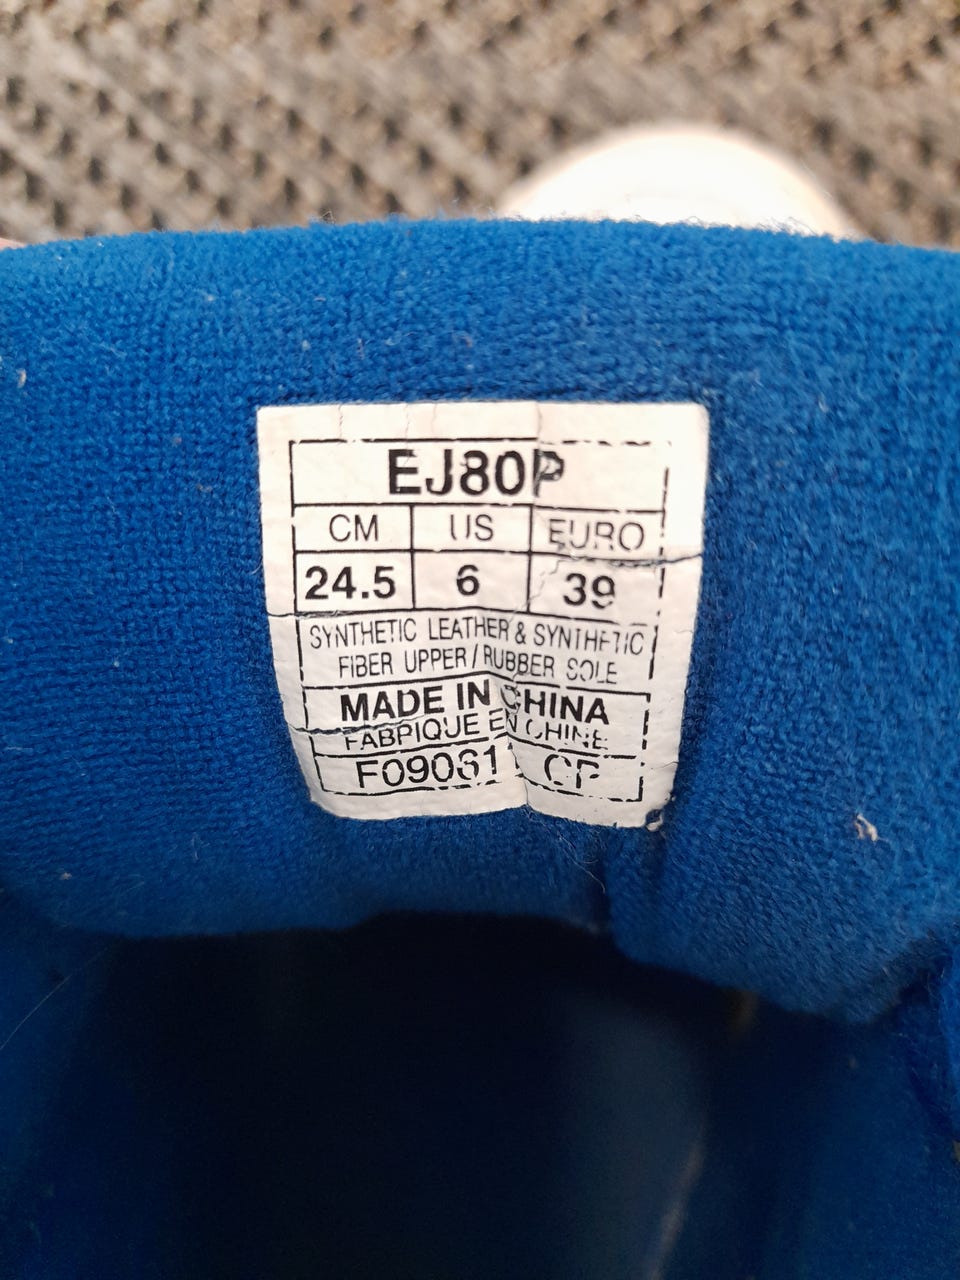 EJ80P
CM US EURO
24.5 6 39
SYNTHETIC LEATHER & SYNTHETIC
FIBER UPPER / RUBBER SOLE
MADE IN CHINA
FABRIQUE EN CHINE
F09061 CP